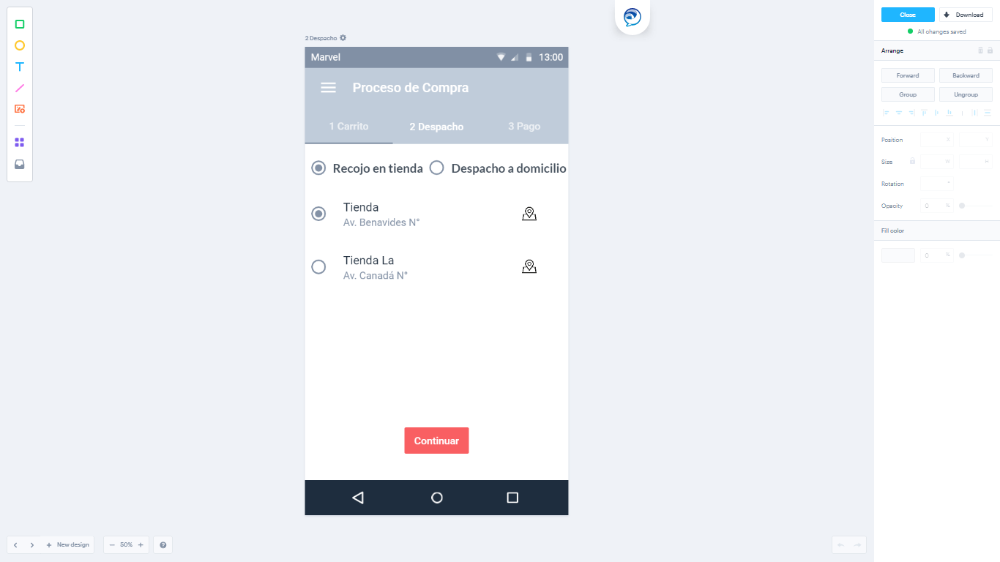 Close
Download
All changes saved
2 Despacho
Arrange
Marvel
13:00
Forward
Backward
Proceso de Compra
Group
Ungroup
1 Carrito
2 Despacho
3 Pago
Position
X
Y
Size
W
H
Recojo en tienda
Despacho a domicilio
Rotation
°
Opacity
0
%
Tienda
Av. Benavides N°
Fill color
0
%
Tienda La
Av. Canadá N°
Continuar
New design
50%